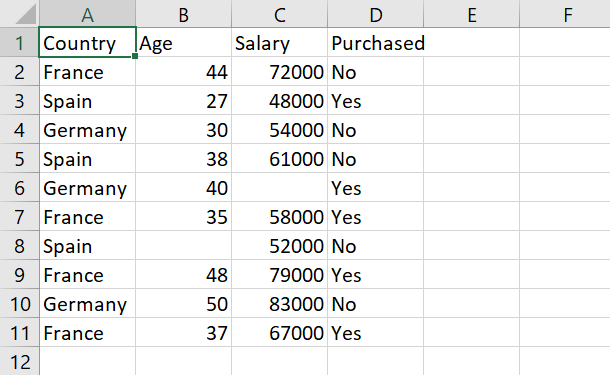 A B C D E F
1 Country Age Salary Purchased
2 France 44 72000 No
3 Spain 27 48000 Yes
4 Germany 30 54000 No
5 Spain 38 61000 No
6 Germany 40 Yes
7 France 35 58000 Yes
8 Spain 52000 No
9 France 48 79000 Yes
10 Germany 50 83000 No
11 France 37 67000 Yes
12